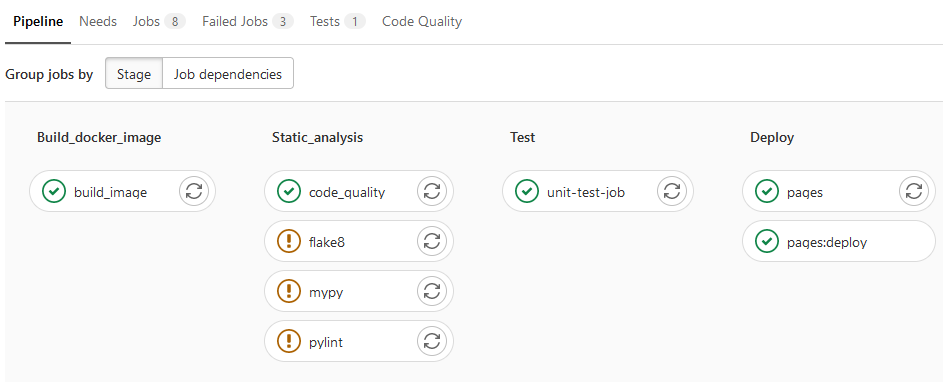 Pipeline Needs Jobs 8 Failed Jobs 3 Tests 1 Code Quality
Group jobs by Stage Job dependencies
Build_docker_image Static_analysis Test Deploy
build_image code_quality unit-test-job pages
flake8 pages:deploy
mypy
pylint